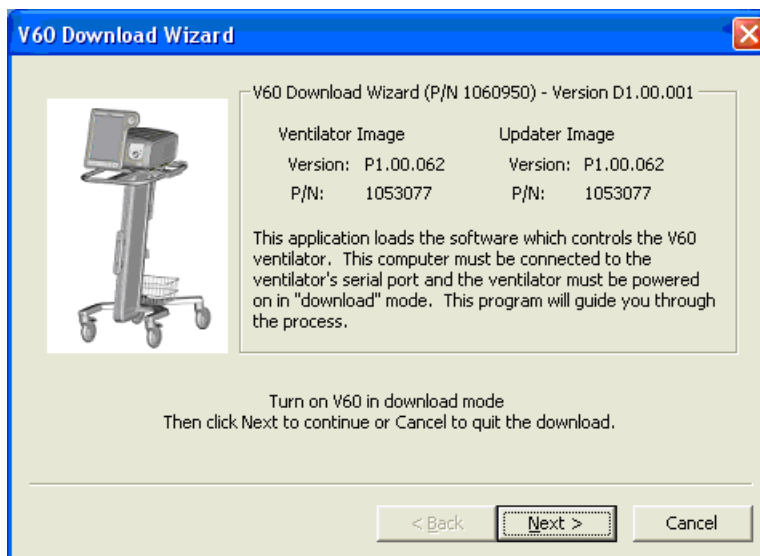 V60 Download Wizard
V60 Download Wizard (P/N 1060950) - Version D1.00.001
Ventilator Image Updater Image
Version: P1.00.062 Version: P1.00.062
P/N: 1053077 P/N: 1053077
This application loads the software which controls the V60
ventilator. This computer must be connected to the
ventilator's serial port and the ventilator must be powered
on in "download" mode. This program will guide you through
the process.
Turn on V60 in download mode
Then click Next to continue or Cancel to quit the download.
< Back Next > Cancel